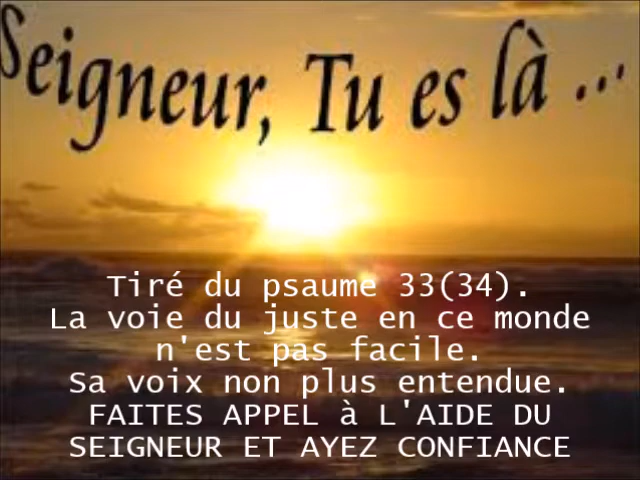 Seigneur, Tu es là ...
Tiré du psaume 33(34).
La voie du juste en ce monde
n'est pas facile.
Sa voix non plus entendue.
FAITES APPEL à L'AIDE DU
SEIGNEUR ET AYEZ CONFIANCE